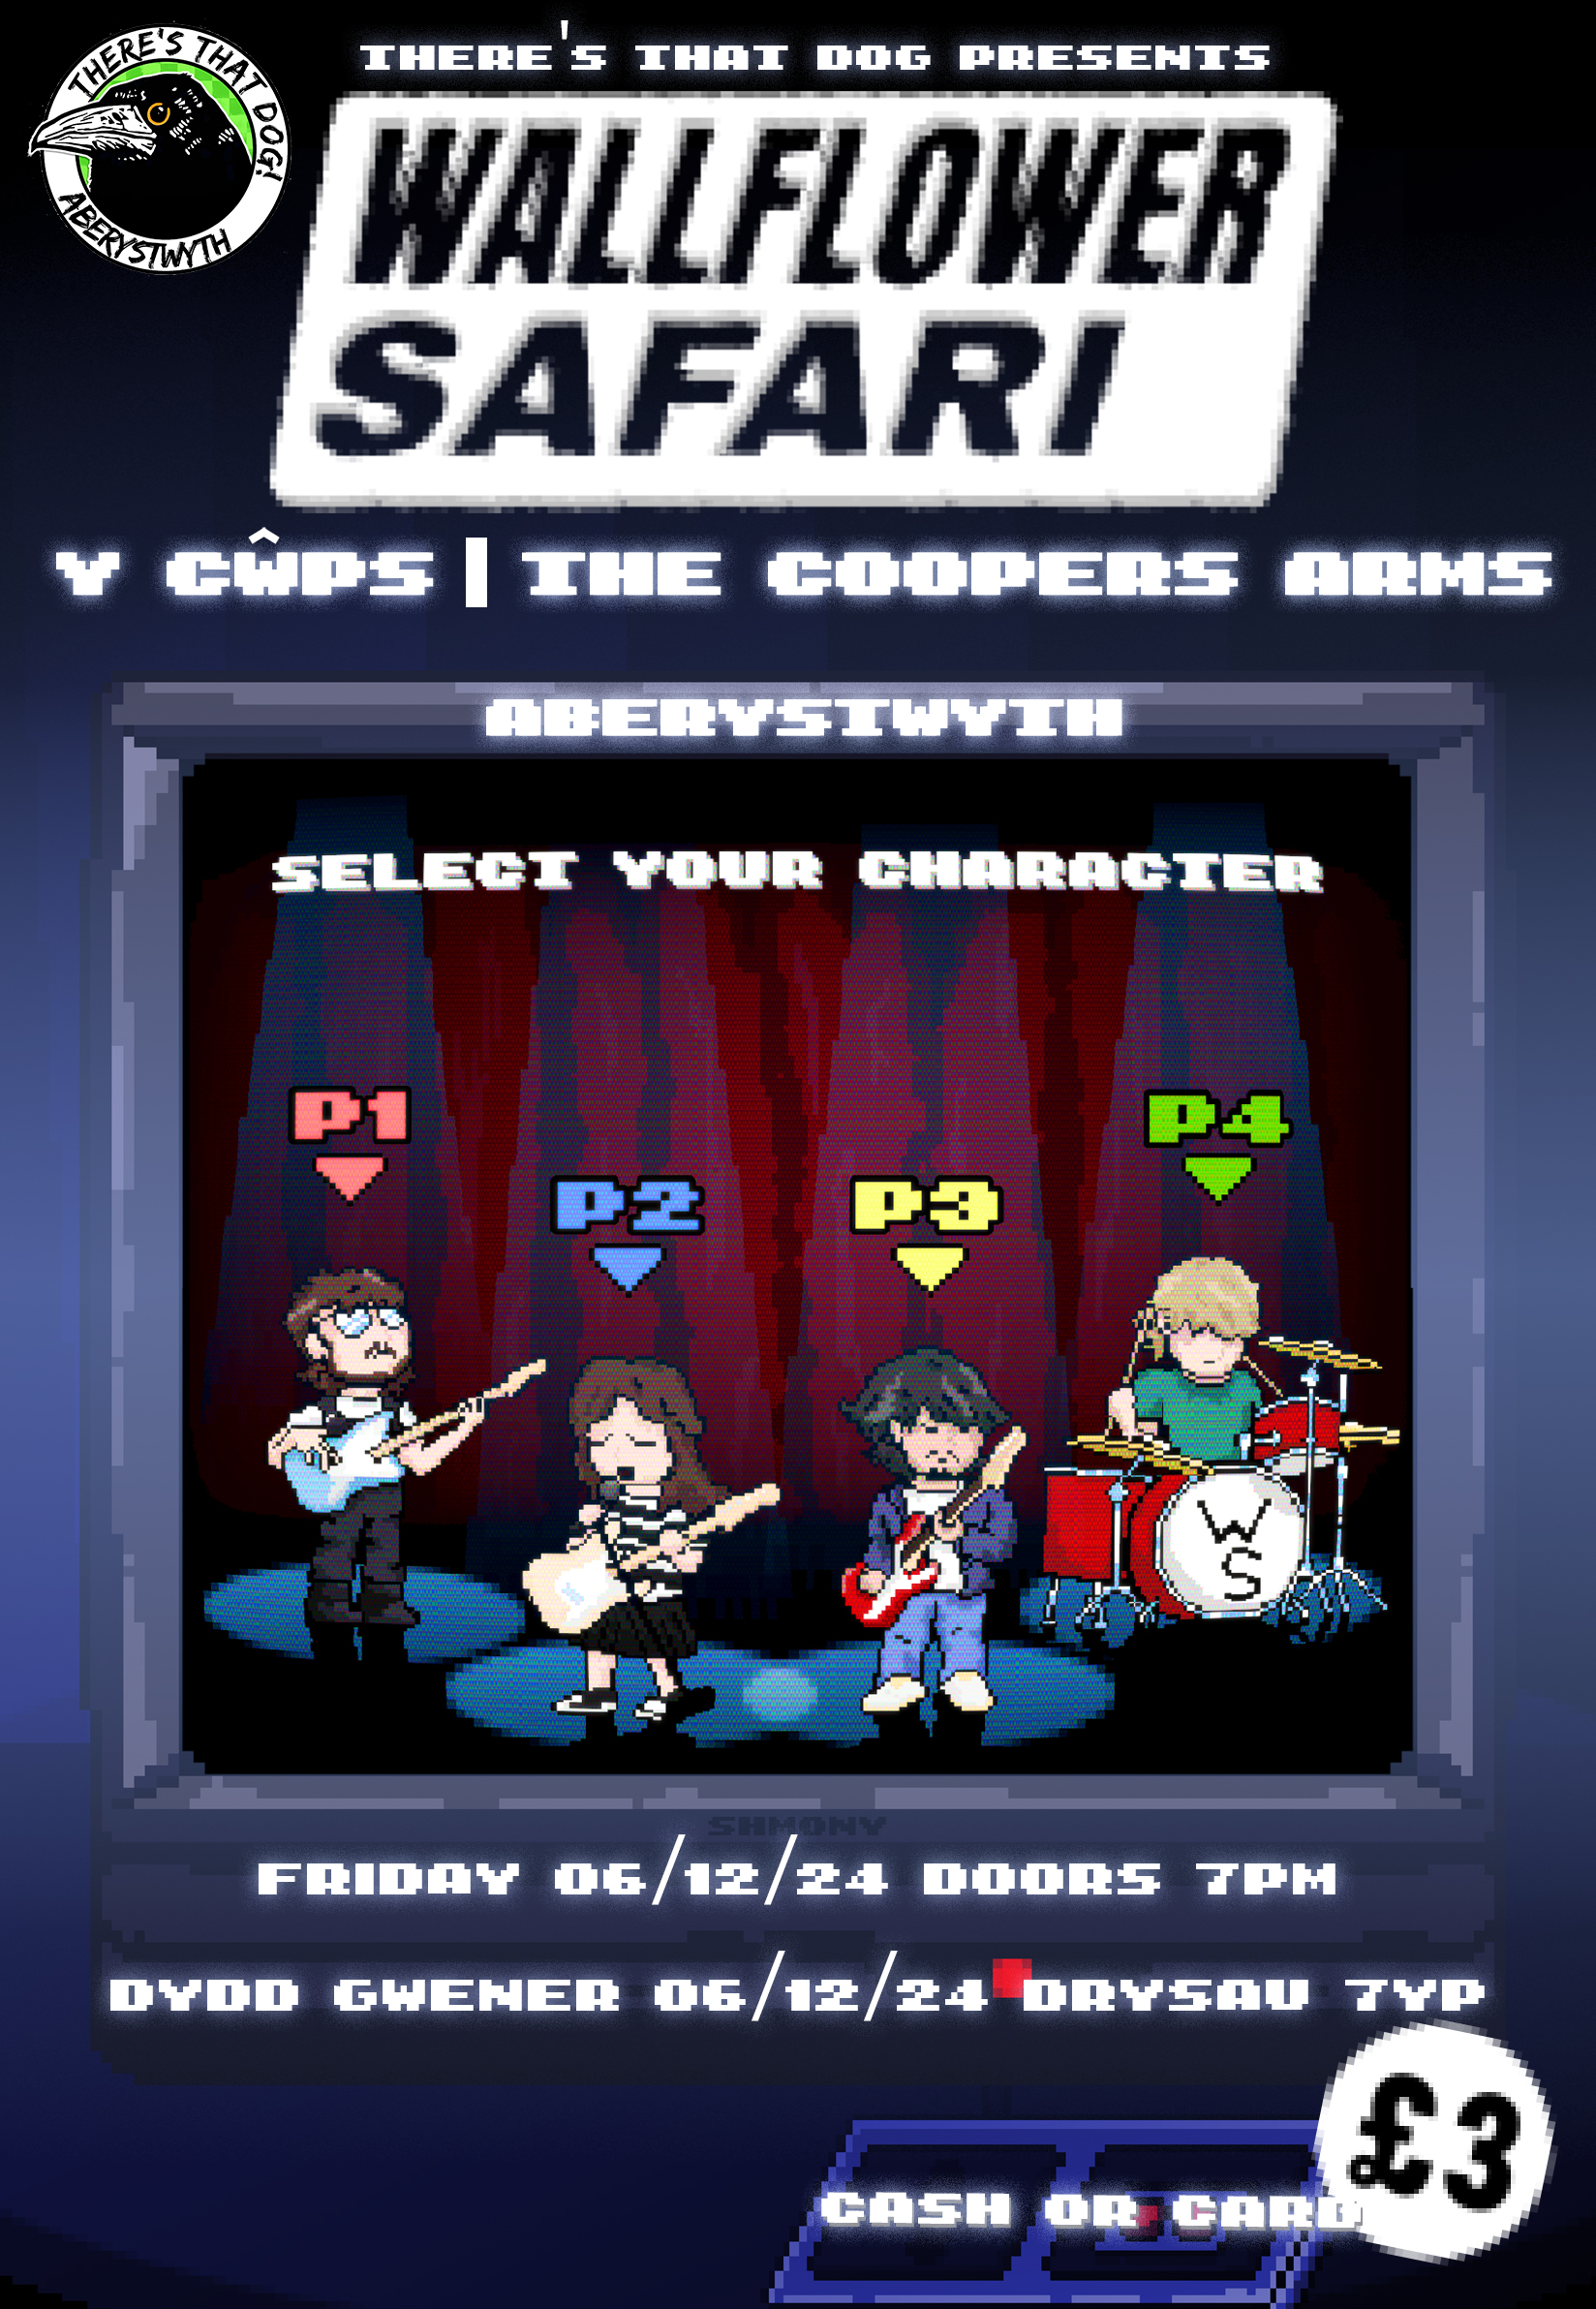 THERE'S THAT DOG!
ABERYSTWYTH
THERE'S THAT DOG PRESENTS
WALLFLOWER
SAFARI
Y CŴPS | THE COOPERS ARMS
ABERYSTWYTH
SELECT YOUR CHARACTER
P1
P4
P2
P3
W
S
SAMONY
FRIDAY 06/12/24 DOORS 7PM
DYDD GWENER 06/12/24 DRYSAU 7YP
£3
CASH OR CARD